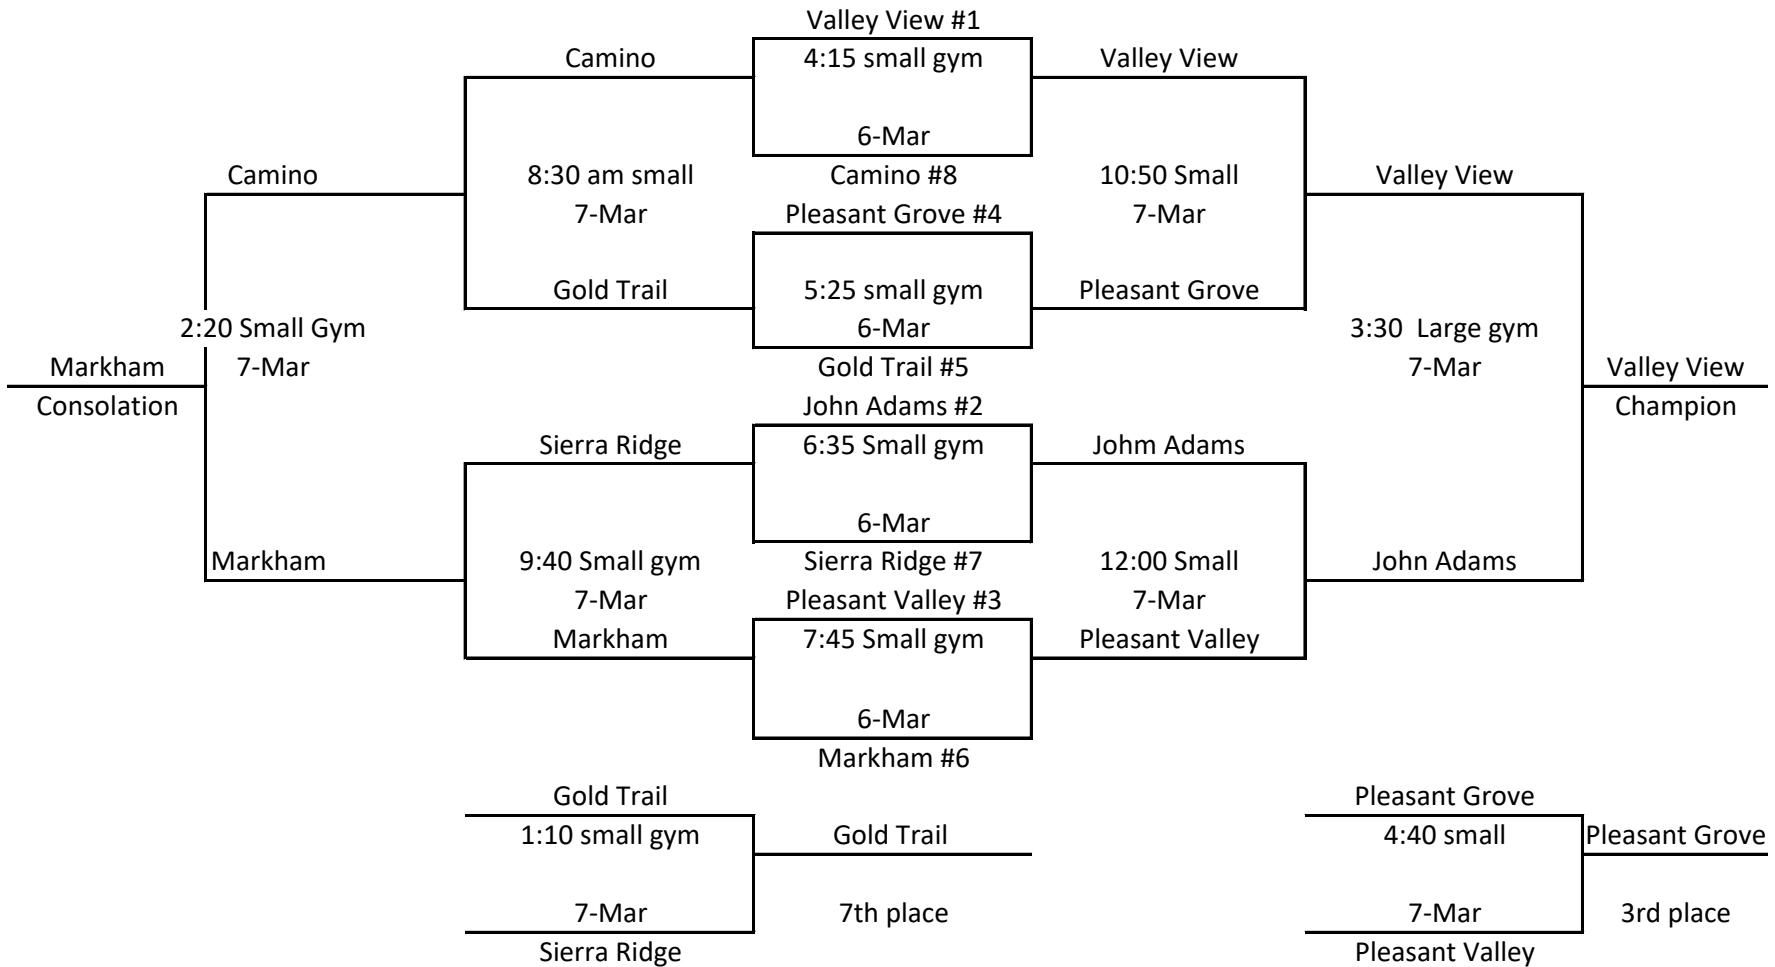 Valley View #1
Camino
4:15 small gym
Valley View
6-Mar
Camino
8:30 am small
Camino #8
10:50 Small
Valley View
7-Mar
Pleasant Grove #4
7-Mar
Gold Trail
5:25 small gym
Pleasant Grove
2:20 Small Gym
6-Mar
3:30  Large gym
Markham
7-Mar
Gold Trail #5
7-Mar
Valley View
Consolation
John Adams #2
Champion
Sierra Ridge
6:35 Small gym
Johm Adams
6-Mar
Markham
9:40 Small gym
Sierra Ridge #7
12:00 Small
John Adams
7-Mar
Pleasant Valley #3
7-Mar
Markham
7:45 Small gym
Pleasant Valley
6-Mar
Markham #6
Gold Trail
Pleasant Grove
1:10 small gym
Gold Trail
4:40 small
Pleasant Grove
7-Mar
7th place
7-Mar
3rd place
Sierra Ridge
Pleasant Valley